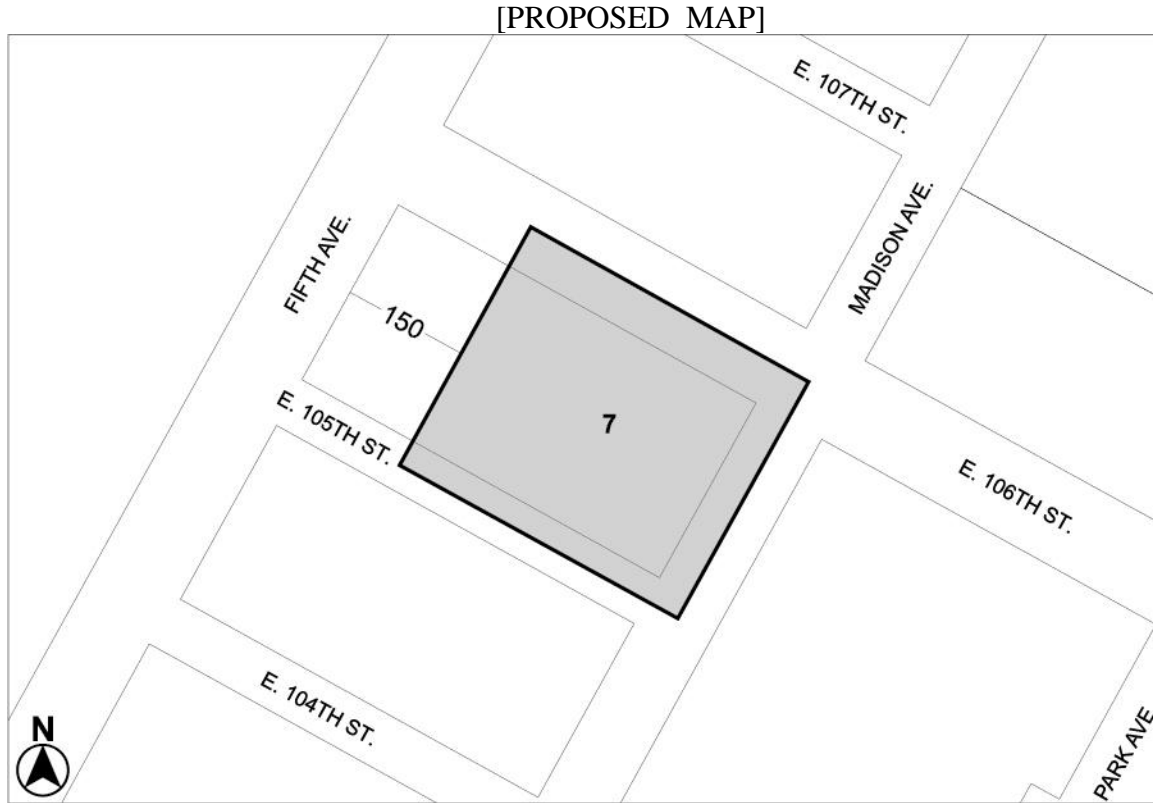 [PROPOSED MAP]
E. 107TH ST.
MADISON AVE.
FIFTH AVE.
150
E. 105TH ST.
7
E. 106TH ST.
E. 104TH ST.
PARK AVE
N